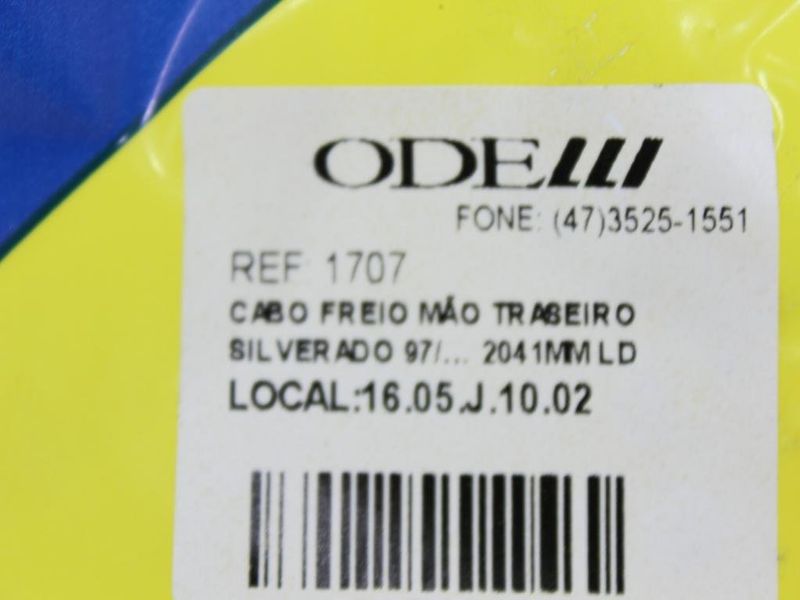 ODEIII
FONE: (47)3525-1551
REF 1707
CABO FREIO MÃO TRASEIRO
SILVERADO 97/... 2041MM LD
LOCAL:16.05.J.10.02